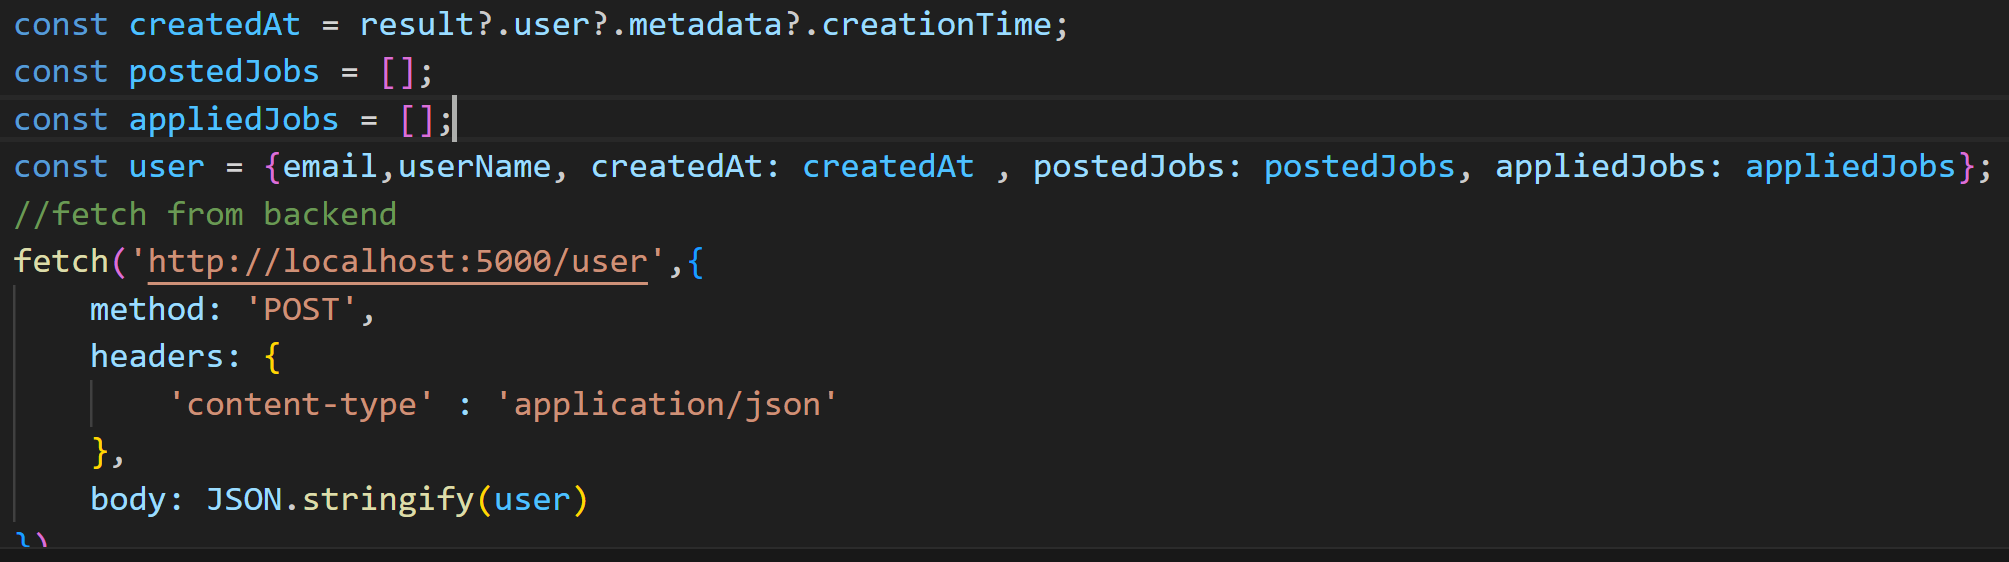 const createdAt = result?.user?.metadata?.creationTime;
const postedJobs = [];
const appliedJobs = [];
const user = {email,userName, createdAt: createdAt , postedJobs: postedJobs, appliedJobs: appliedJobs};
//fetch from backend
fetch('http://localhost:5000/user',{
    method: 'POST',
    headers: {
        'content-type' : 'application/json'
    },
    body: JSON.stringify(user)
})